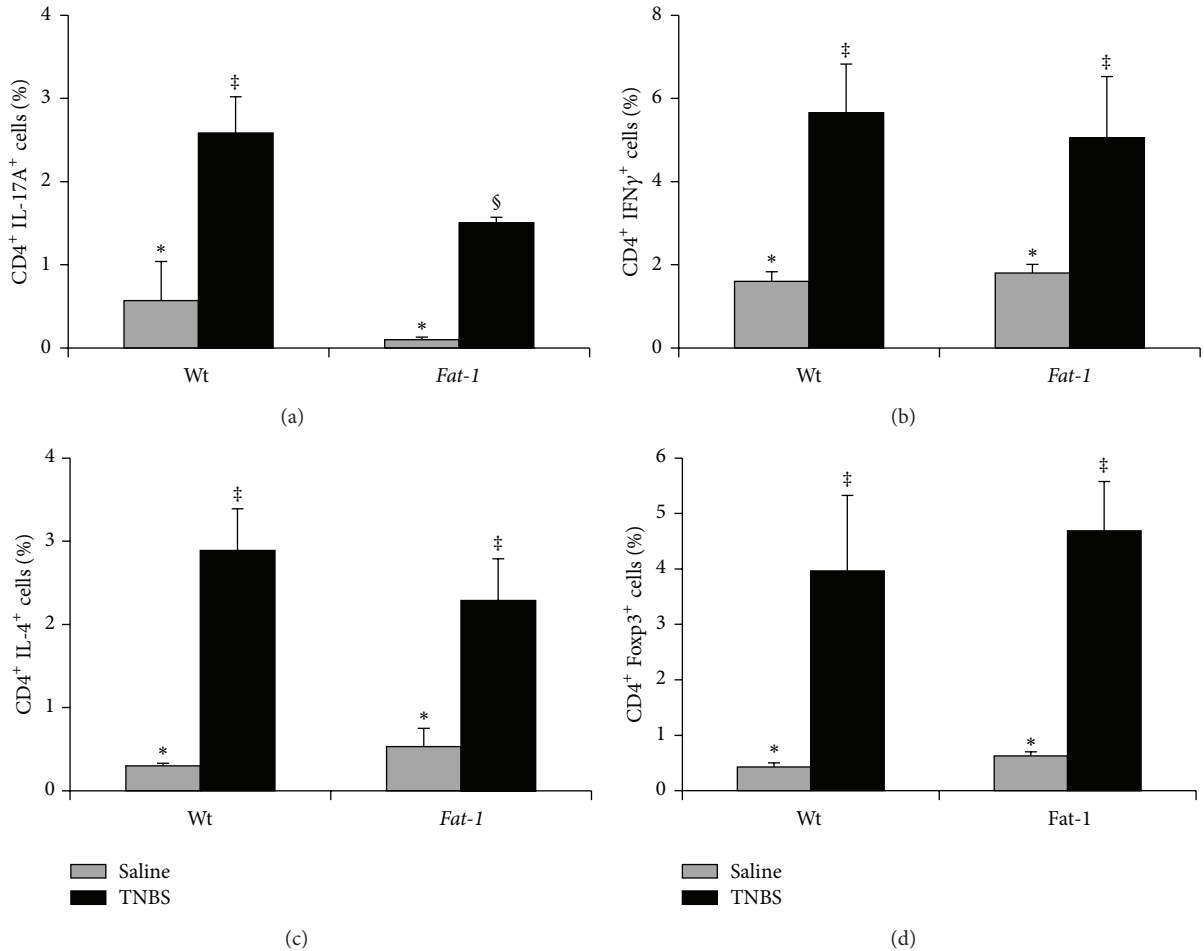 4
3
2
1
0
CD4⁺ IL-17A⁺ cells (%)
*
‡
*
§
Wt
Fat-1
(a)
8
6
4
2
0
CD4⁺ IFNγ⁺ cells (%)
*
‡
*
‡
Wt
Fat-1
(b)
4
3
2
1
0
CD4⁺ IL-4⁺ cells (%)
*
‡
*
‡
Wt
Fat-1
Saline
TNBS
(c)
6
5
4
3
2
1
0
CD4⁺ Foxp3⁺ cells (%)
*
‡
*
‡
Wt
Fat-1
Saline
TNBS
(d)